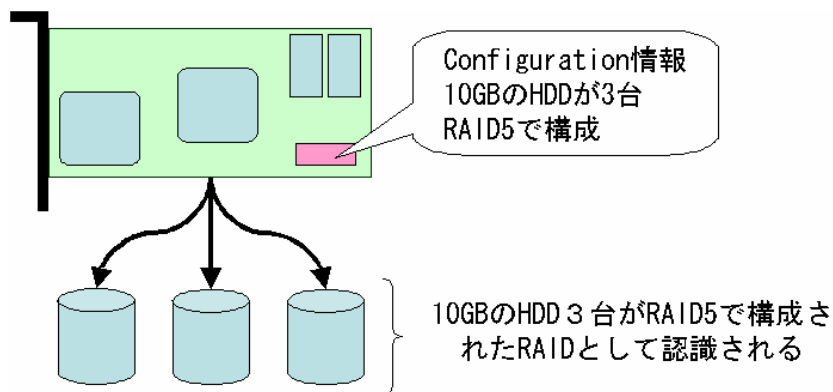 Configuration情報
10GBのHDDが3台
RAID5で構成
10GBのHDD３台がRAID5で構成さ
れたRAIDとして認識される